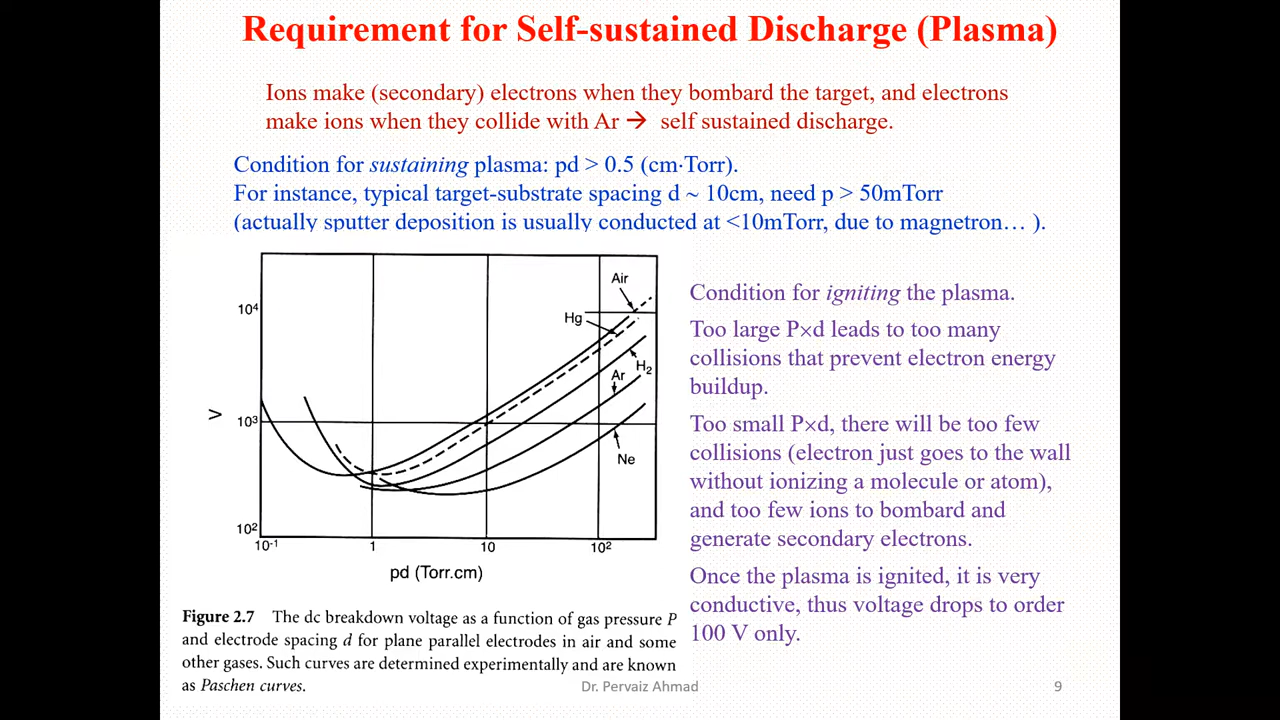 Requirement for Self-sustained Discharge (Plasma)
Ions make (secondary) electrons when they bombard the target, and electrons
make ions when they collide with Ar → self sustained discharge.
Condition for sustaining plasma: pd > 0.5 (cm·Torr).
For instance, typical target-substrate spacing d ~ 10cm, need p > 50mTorr
(actually sputter deposition is usually conducted at <10mTorr, due to magnetron… ).
Air
Hg
H2
Ar
Ne
10⁴
10³
10²
V
10⁻¹ 1 10 10²
pd (Torr.cm)
Figure 2.7 The dc breakdown voltage as a function of gas pressure P
and electrode spacing d for plane parallel electrodes in air and some
other gases. Such curves are determined experimentally and are known
as Paschen curves.
Condition for igniting the plasma.
Too large P×d leads to too many
collisions that prevent electron energy
buildup.
Too small P×d, there will be too few
collisions (electron just goes to the wall
without ionizing a molecule or atom),
and too few ions to bombard and
generate secondary electrons.
Once the plasma is ignited, it is very
conductive, thus voltage drops to order
100 V only.
Dr. Pervaiz Ahmad
9